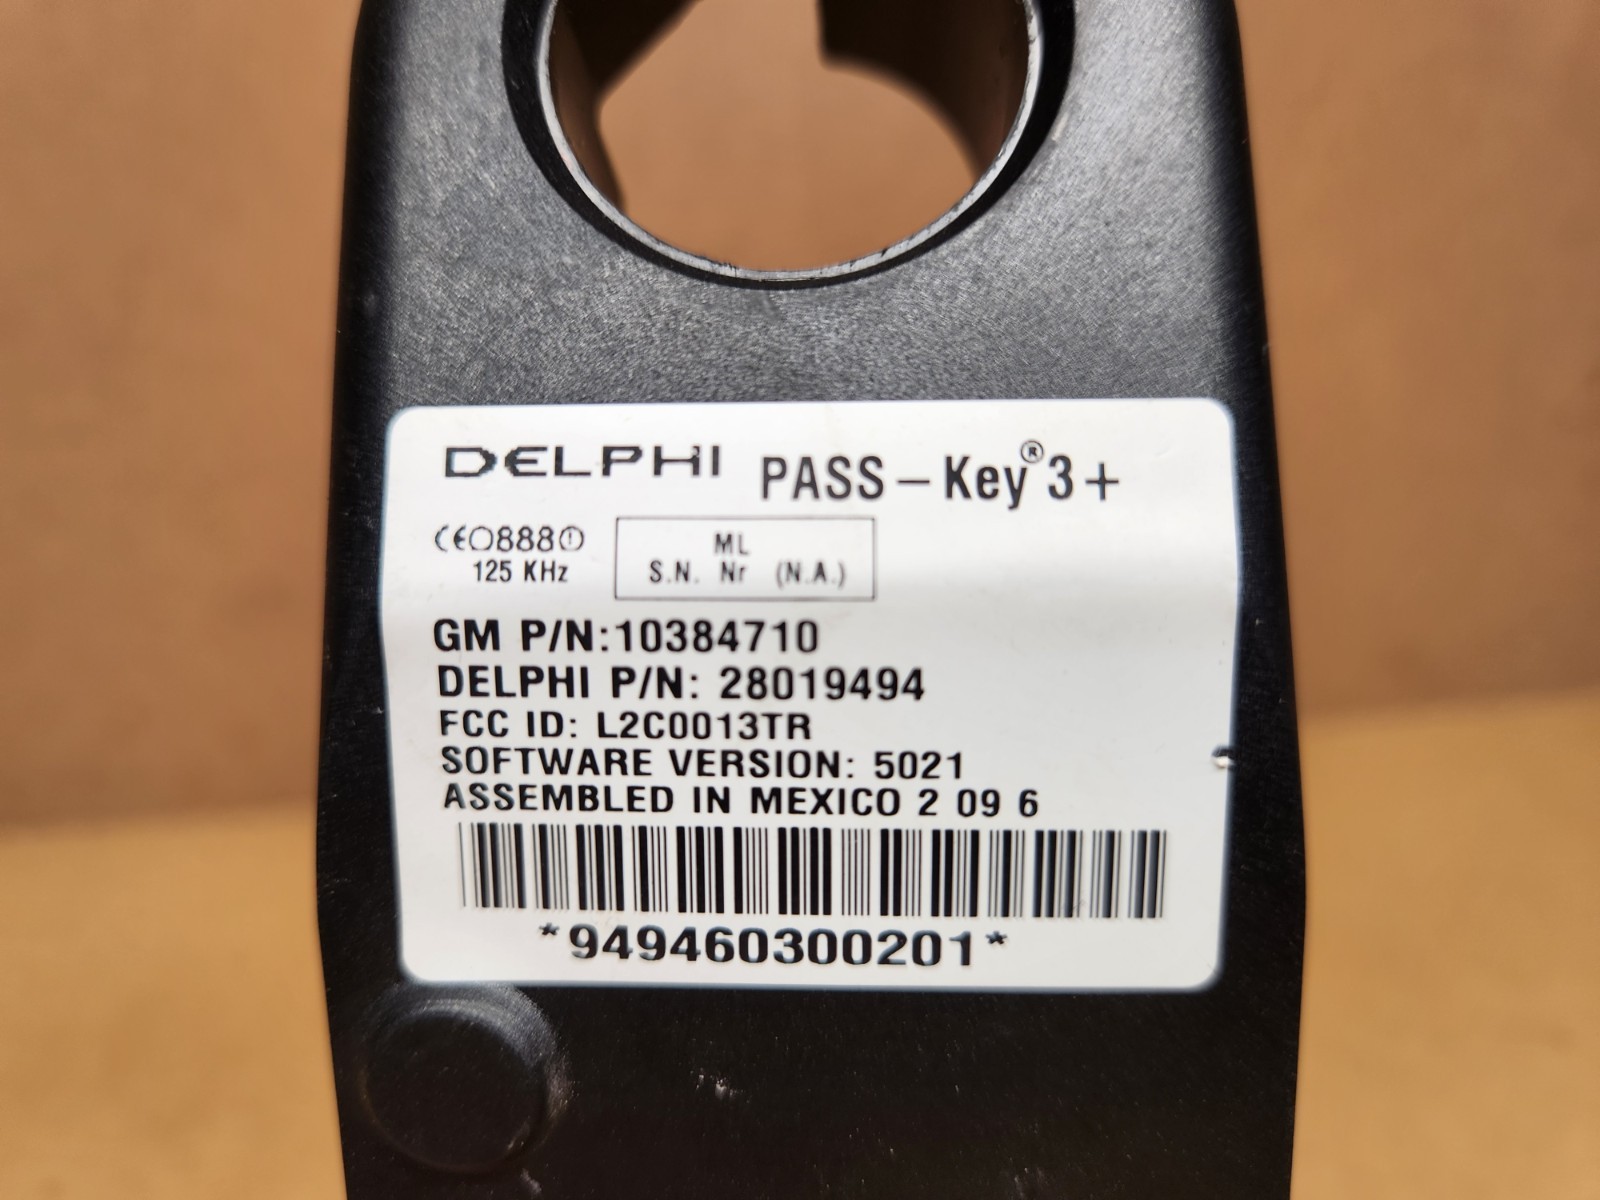 DELPHI PASS-Key®3+
CE0888ⓘ
125 KHz
ML
S.N. Nr (N.A.)
GM P/N:10384710
DELPHI P/N: 28019494
FCC ID: L2C0013TR
SOFTWARE VERSION: 5021
ASSEMBLED IN MEXICO 2 09 6
*949460300201*